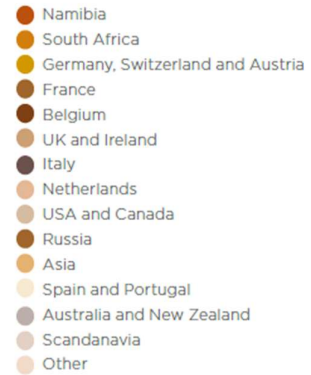 Namibia
South Africa
Germany, Switzerland and Austria
France
Belgium
UK and Ireland
Italy
Netherlands
USA and Canada
Russia
Asia
Spain and Portugal
Australia and New Zealand
Scandanavia
Other